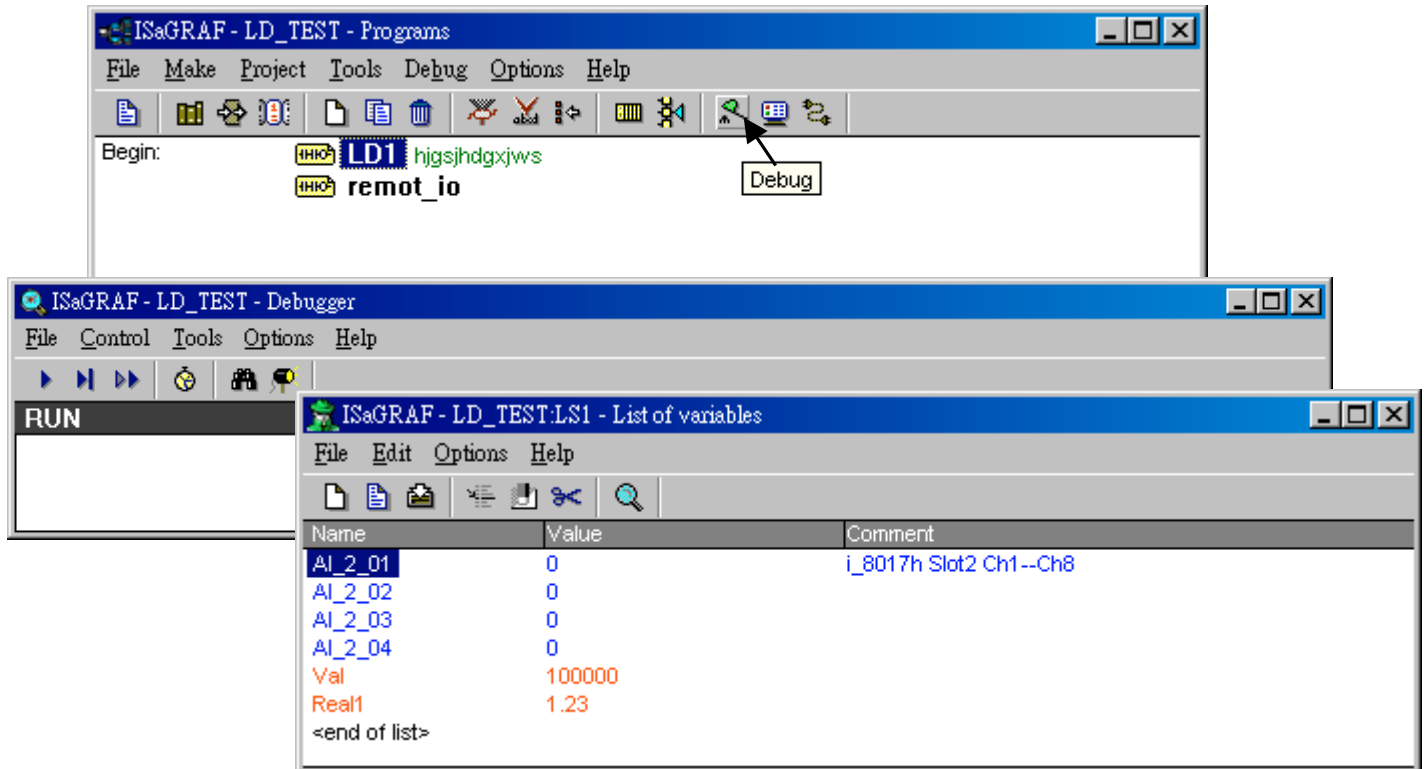 ISaGRAF - LD_TEST - Programs
File Make Project Tools Debug Options Help
Begin: LD1 hjgsjhdgxjws
remot_io
Debug
ISaGRAF - LD_TEST - Debugger
File Control Tools Options Help
RUN
ISaGRAF - LD_TEST:LS1 - List of variables
File Edit Options Help
Name Value Comment
AI_2_01 0 i_8017h Slot2 Ch1--Ch8
AI_2_02 0
AI_2_03 0
AI_2_04 0
Val 100000
Real1 1.23
<end of list>